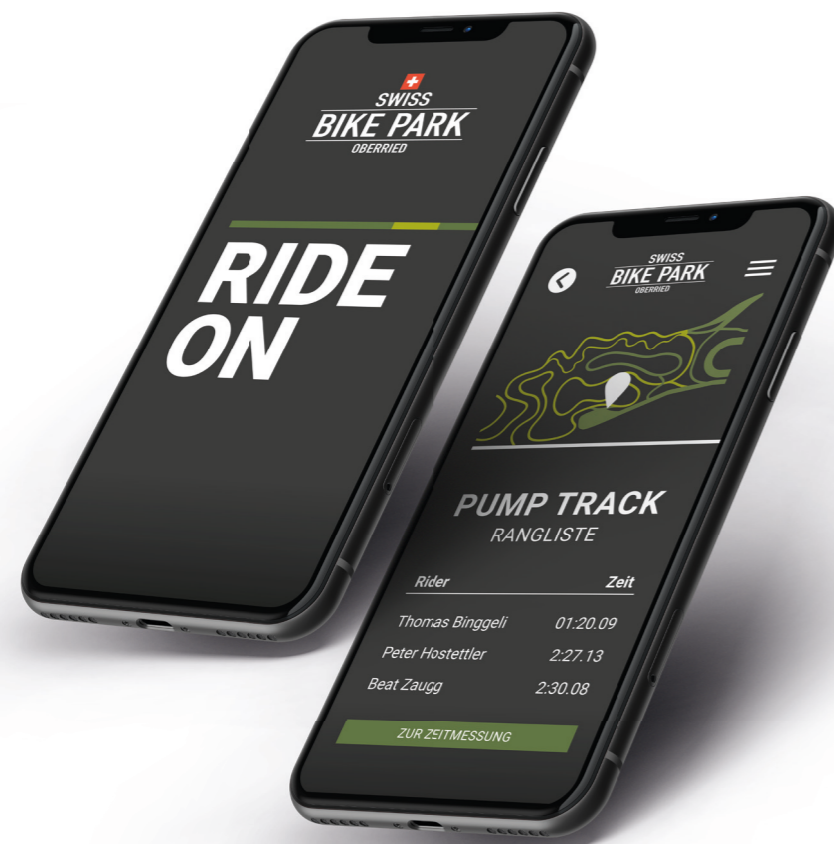 SWISS
BIKE PARK
OBERRIED
RIDE
ON
SWISS
BIKE PARK
OBERRIED
PUMP TRACK
RANGLISTE
Rider Zeit
Thomas Binggeli 01:20.09
Peter Hostettler 2:27.13
Beat Zaugg 2:30.08
ZUR ZEITMESSUNG